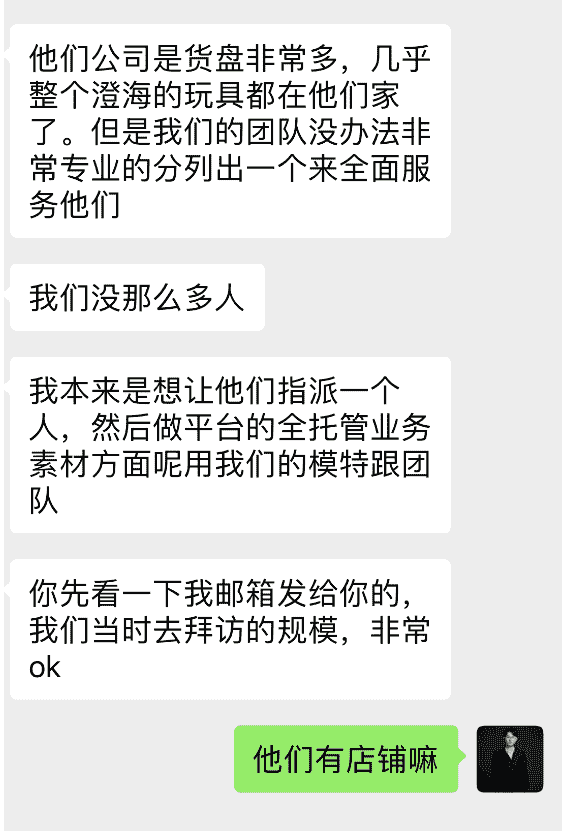 他们公司是货盘非常多，几乎
整个澄海的玩具都在他们家
了。但是我们的团队没办法非
常专业的分列出一个来全面服
务他们
我们没那么多人
我本来是想让他们指派一个
人，然后做平台的全托管业务
素材方面呢用我们的模特跟团
队
你先看一下我邮箱发给你的，
我们当时去拜访的规模，非常
ok
他们有店铺嘛